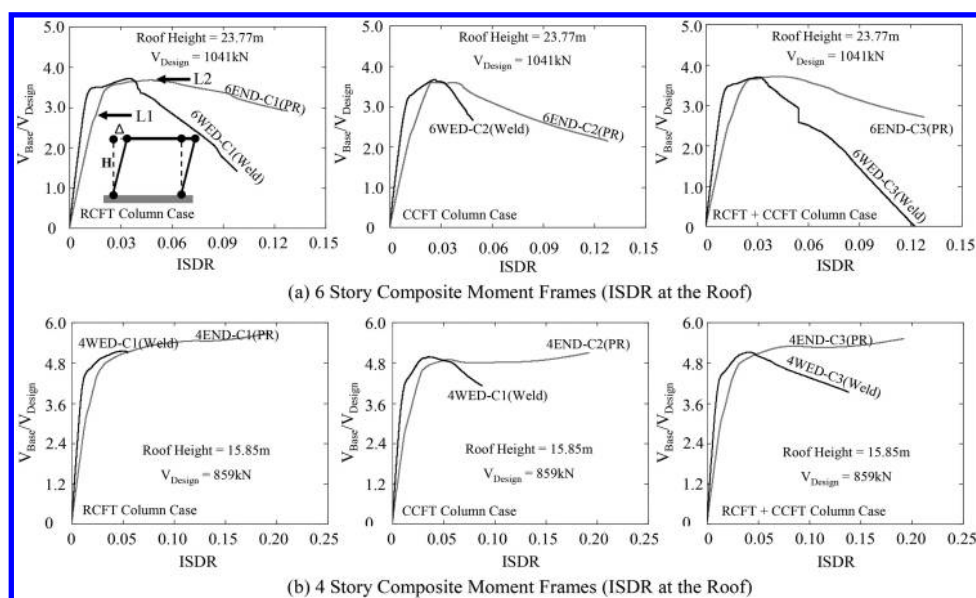 5.0
4.0
3.0
2.0
1.0
0
V_Base/V_Design
Roof Height = 23.77m
V_Design = 1041kN
L2
6END-C1(PR)
L1
Δ
H
6WED-C1(Weld)
RCFT Column Case
0
0.03
0.06
0.09
0.12
0.15
ISDR
5.0
4.0
3.0
2.0
1.0
0
Roof Height = 23.77m
V_Design = 1041kN
6WED-C2(Weld)
6END-C2(PR)
CCFT Column Case
0
0.03
0.06
0.09
0.12
0.15
ISDR
5.0
4.0
3.0
2.0
1.0
0
Roof Height = 23.77m
V_Design = 1041kN
6END-C3(PR)
6WED-C3(Weld)
RCFT + CCFT Column Case
0
0.03
0.06
0.09
0.12
0.15
ISDR
(a) 6 Story Composite Moment Frames (ISDR at the Roof)
6.0
4.8
3.6
2.4
1.2
0
V_Base/V_Design
4WED-C1(Weld)
4END-C1(PR)
Roof Height = 15.85m
V_Design = 859kN
RCFT Column Case
0
0.05
0.10
0.15
0.20
0.25
ISDR
6.0
4.8
3.6
2.4
1.2
0
4END-C2(PR)
4WED-C1(Weld)
Roof Height = 15.85m
V_Design = 859kN
CCFT Column Case
0
0.05
0.10
0.15
0.20
0.25
ISDR
6.0
4.8
3.6
2.4
1.2
0
4END-C3(PR)
4WED-C3(Weld)
Roof Height = 15.85m
V_Design = 859kN
RCFT + CCFT Column Case
0
0.05
0.10
0.15
0.20
0.25
ISDR
(b) 4 Story Composite Moment Frames (ISDR at the Roof)